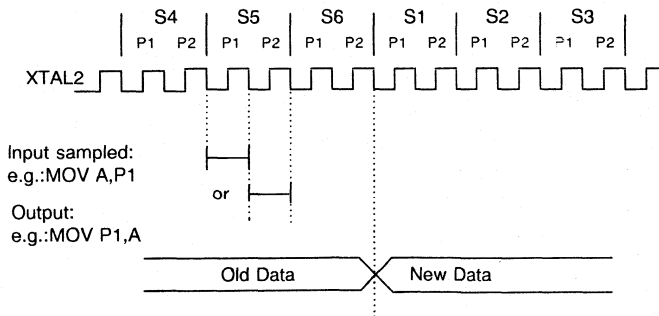 S4 S5 S6 S1 S2 S3
P1 P2 P1 P2 P1 P2 P1 P2 P1 P2 P1 P2
XTAL2
Input sampled:
e.g.:MOV A,P1
or
Output:
e.g.:MOV P1,A
Old Data New Data